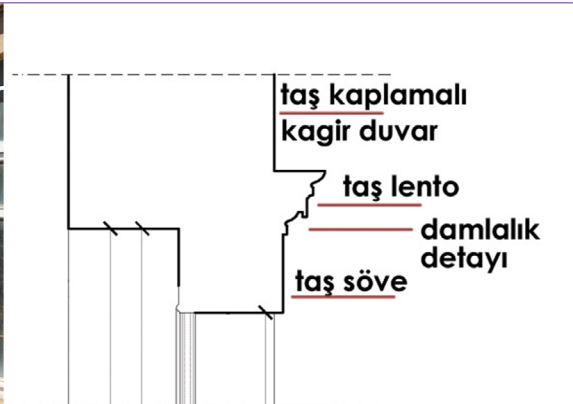 taş kaplamalı
kagir duvar
taş lento
damlalık
detayı
taş söve